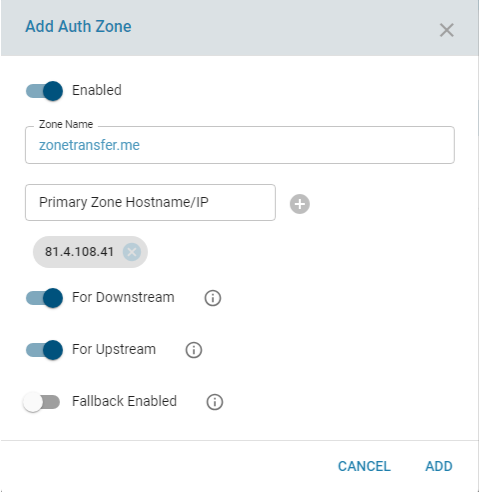 Add Auth Zone
Enabled
Zone Name
zonetransfer.me
Primary Zone Hostname/IP
81.4.108.41
For Downstream
For Upstream
Fallback Enabled
CANCEL ADD